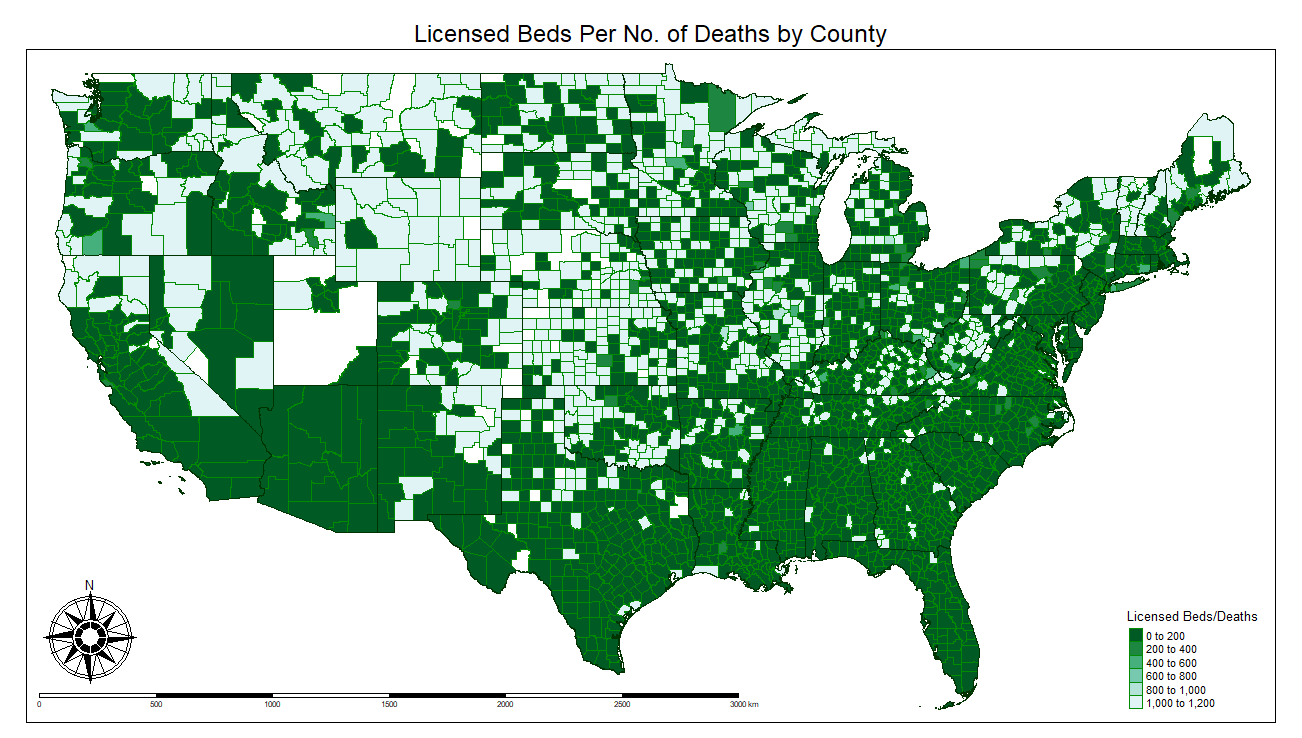 Licensed Beds Per No. of Deaths by County
N
Licensed Beds/Deaths
0 to 200
200 to 400
400 to 600
600 to 800
800 to 1,000
1,000 to 1,200
0 500 1000 1500 2000 2500 3000 km